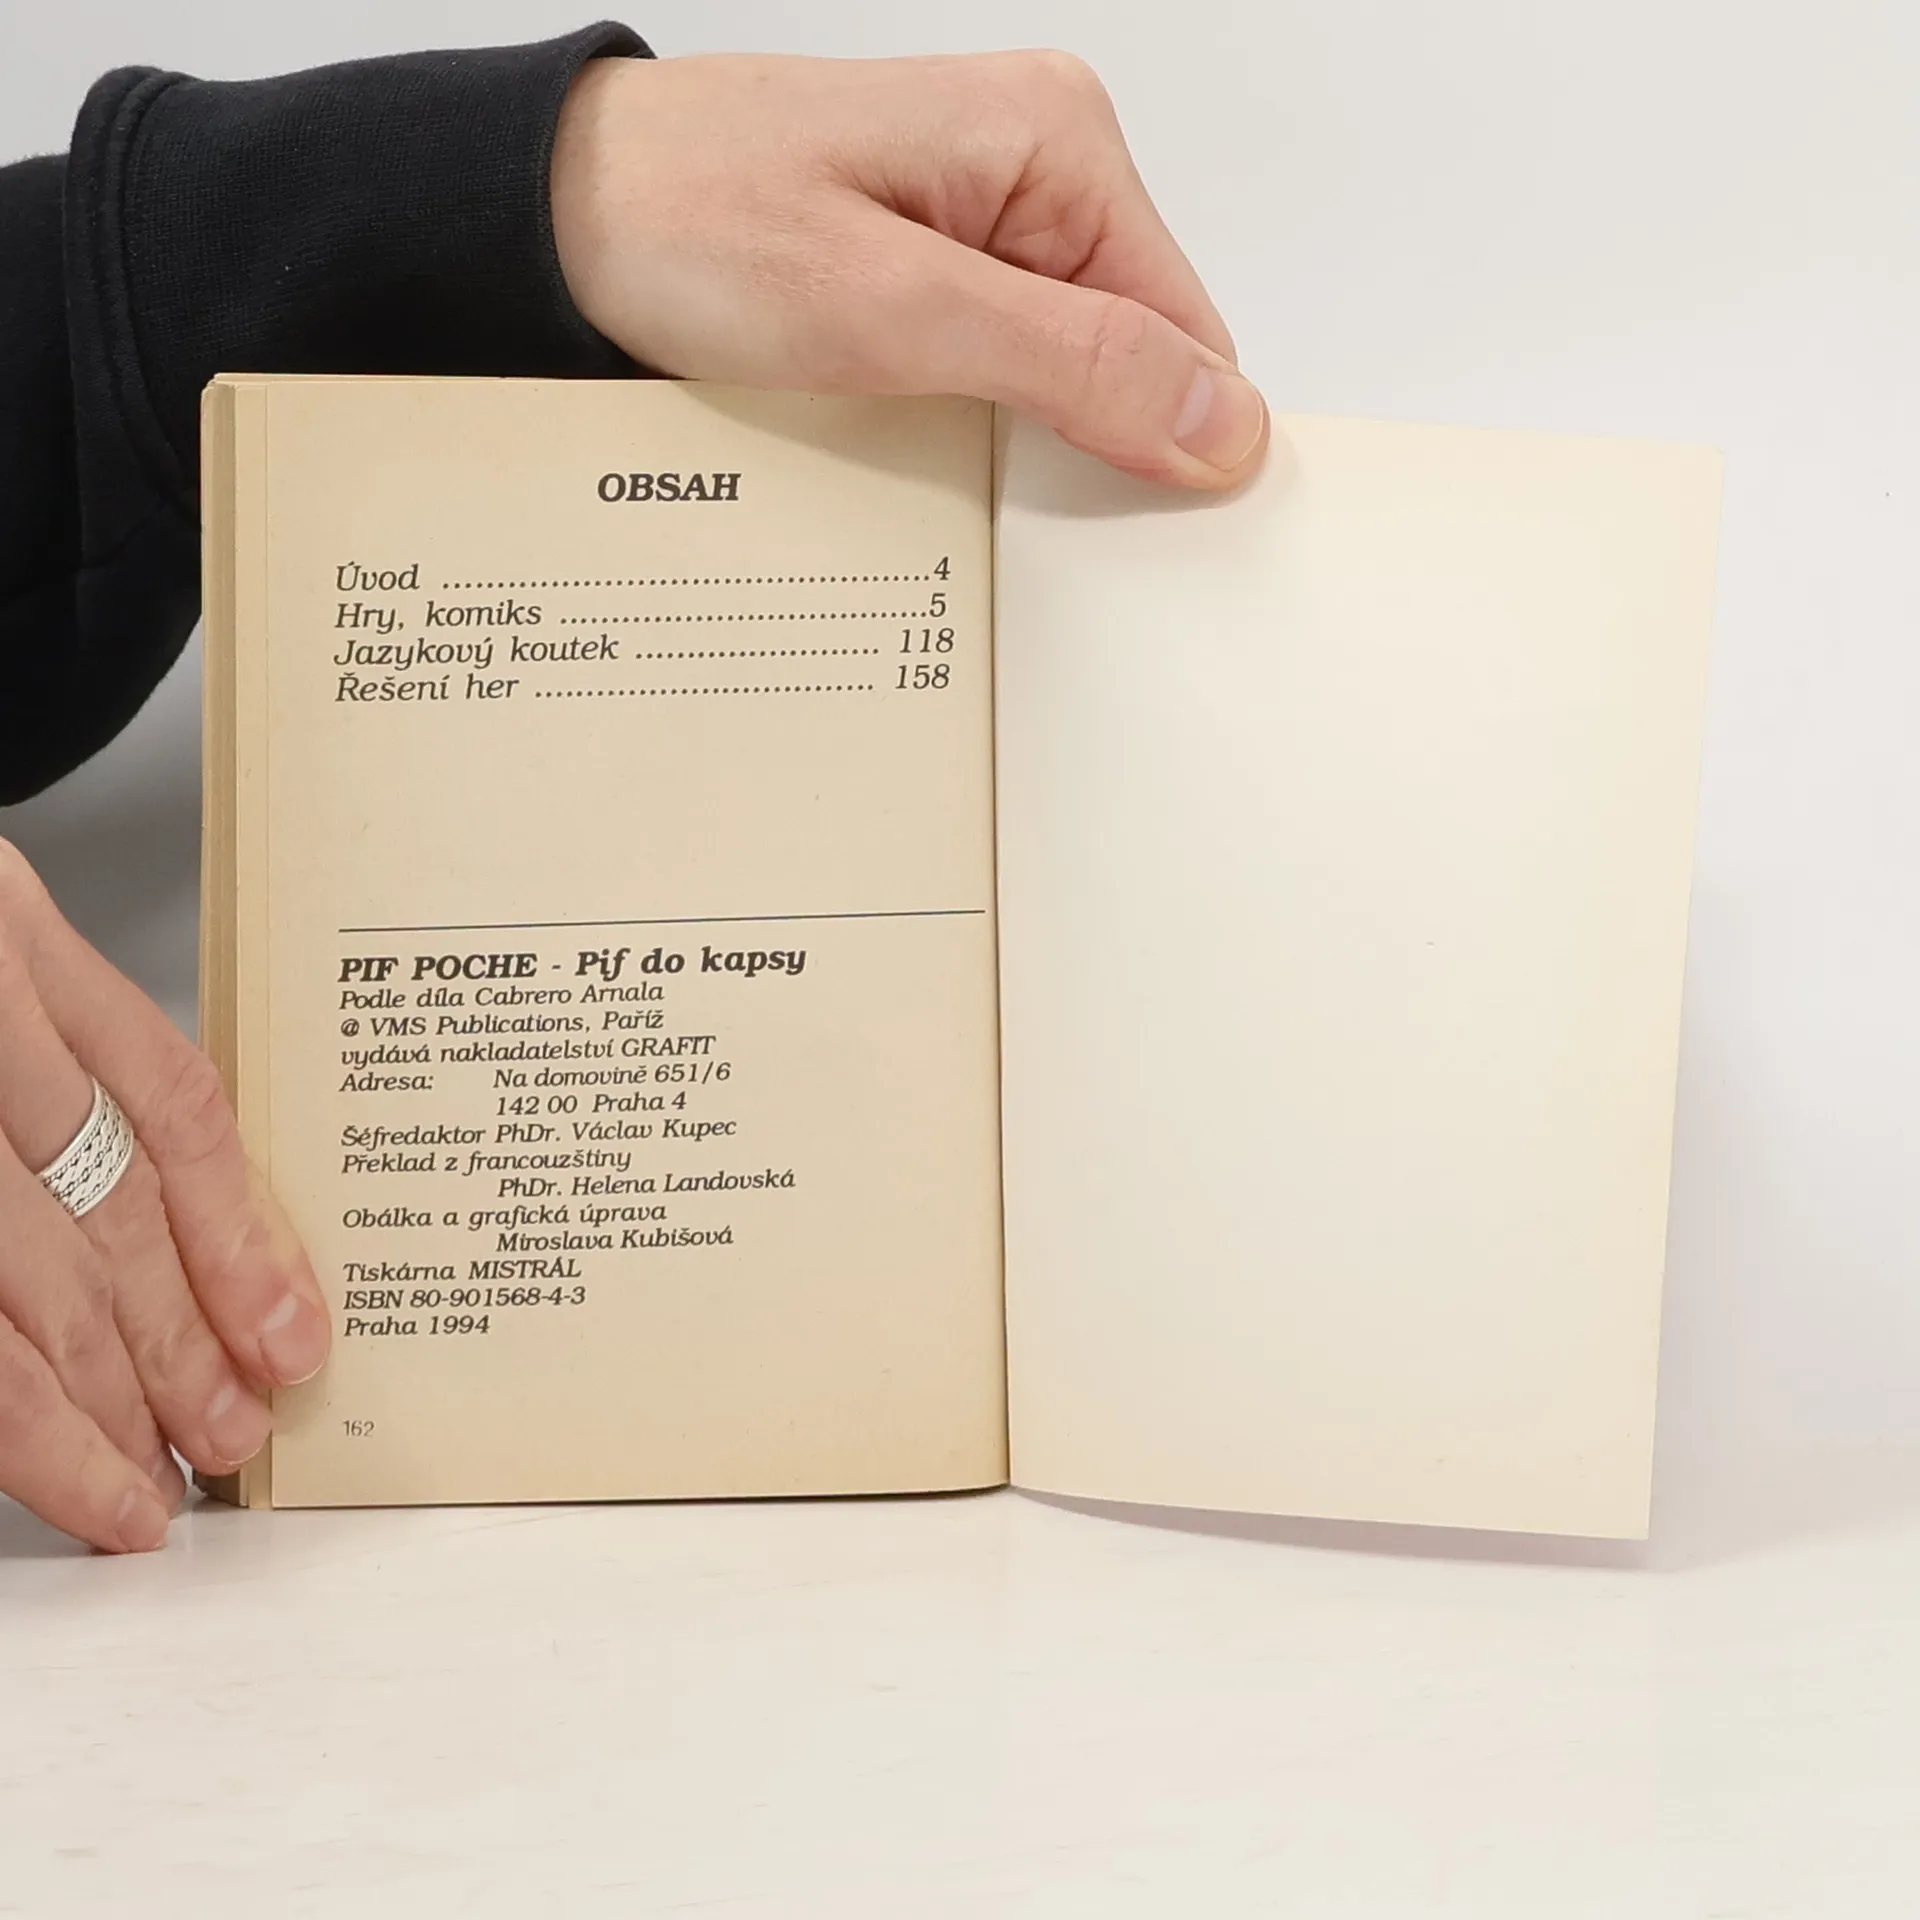 OBSAH
Úvod ................................................4
Hry, komiks ....................................5
Jazykový koutek ........................ 118
Řešení her ................................. 158
PIF POCHE - Pif do kapsy
Podle díla Cabrero Arnala
@ VMS Publications, Paříž
vydává nakladatelství GRAFIT
Adresa: Na domovině 651/6
142 00 Praha 4
Šéfredaktor PhDr. Václav Kupec
Překlad z francouzštiny
PhDr. Helena Landovská
Obálka a grafická úprava
Miroslava Kubišová
Tiskárna MISTRÁL
ISBN 80-901568-4-3
Praha 1994
162